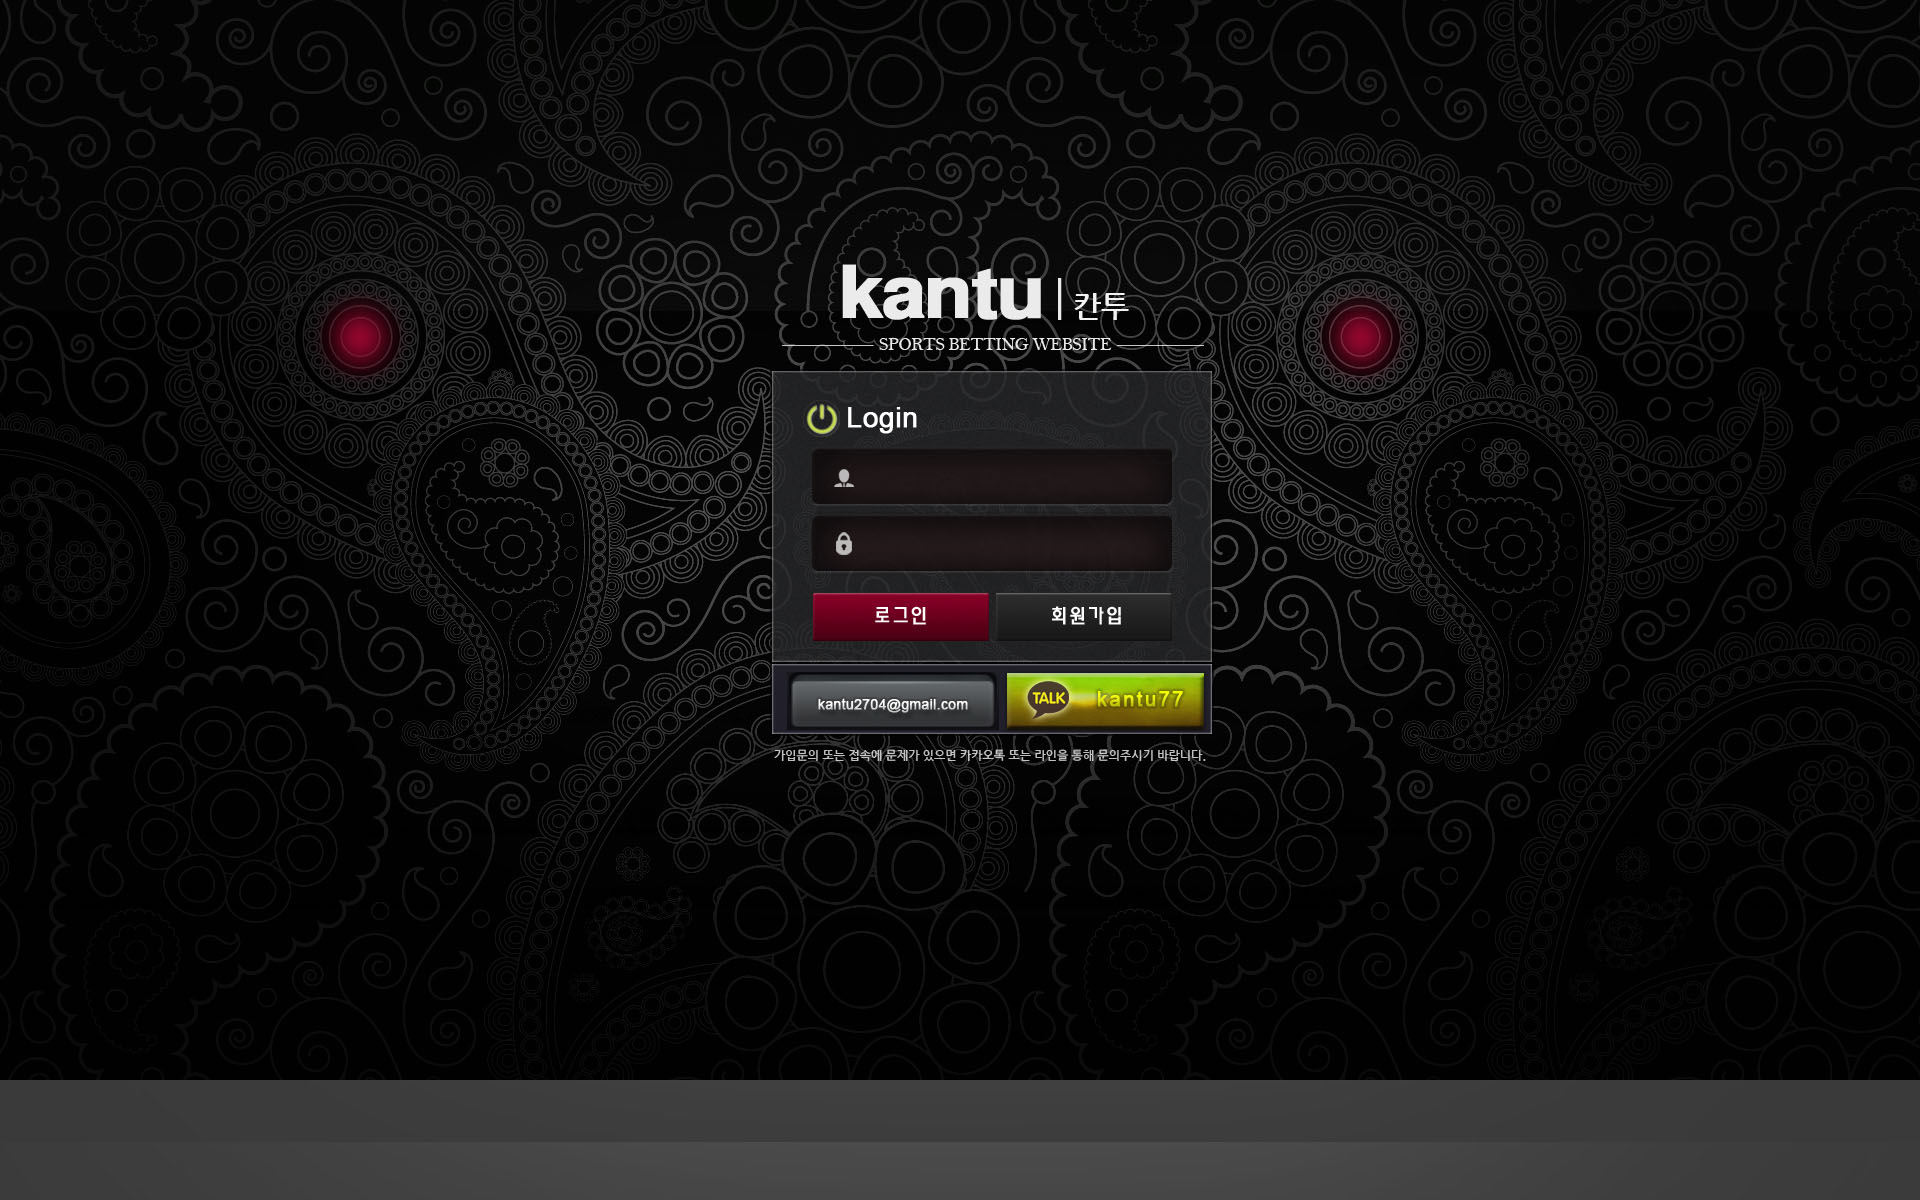 kantu | 칸투
SPORTS BETTING WEBSITE
Login
로그인 회원가입
kantu2704@gmail.com TALK kantu77
가입문의 또는 접속에 문제가 있으면 카카오톡 또는 라인을 통해 문의주시기 바랍니다.